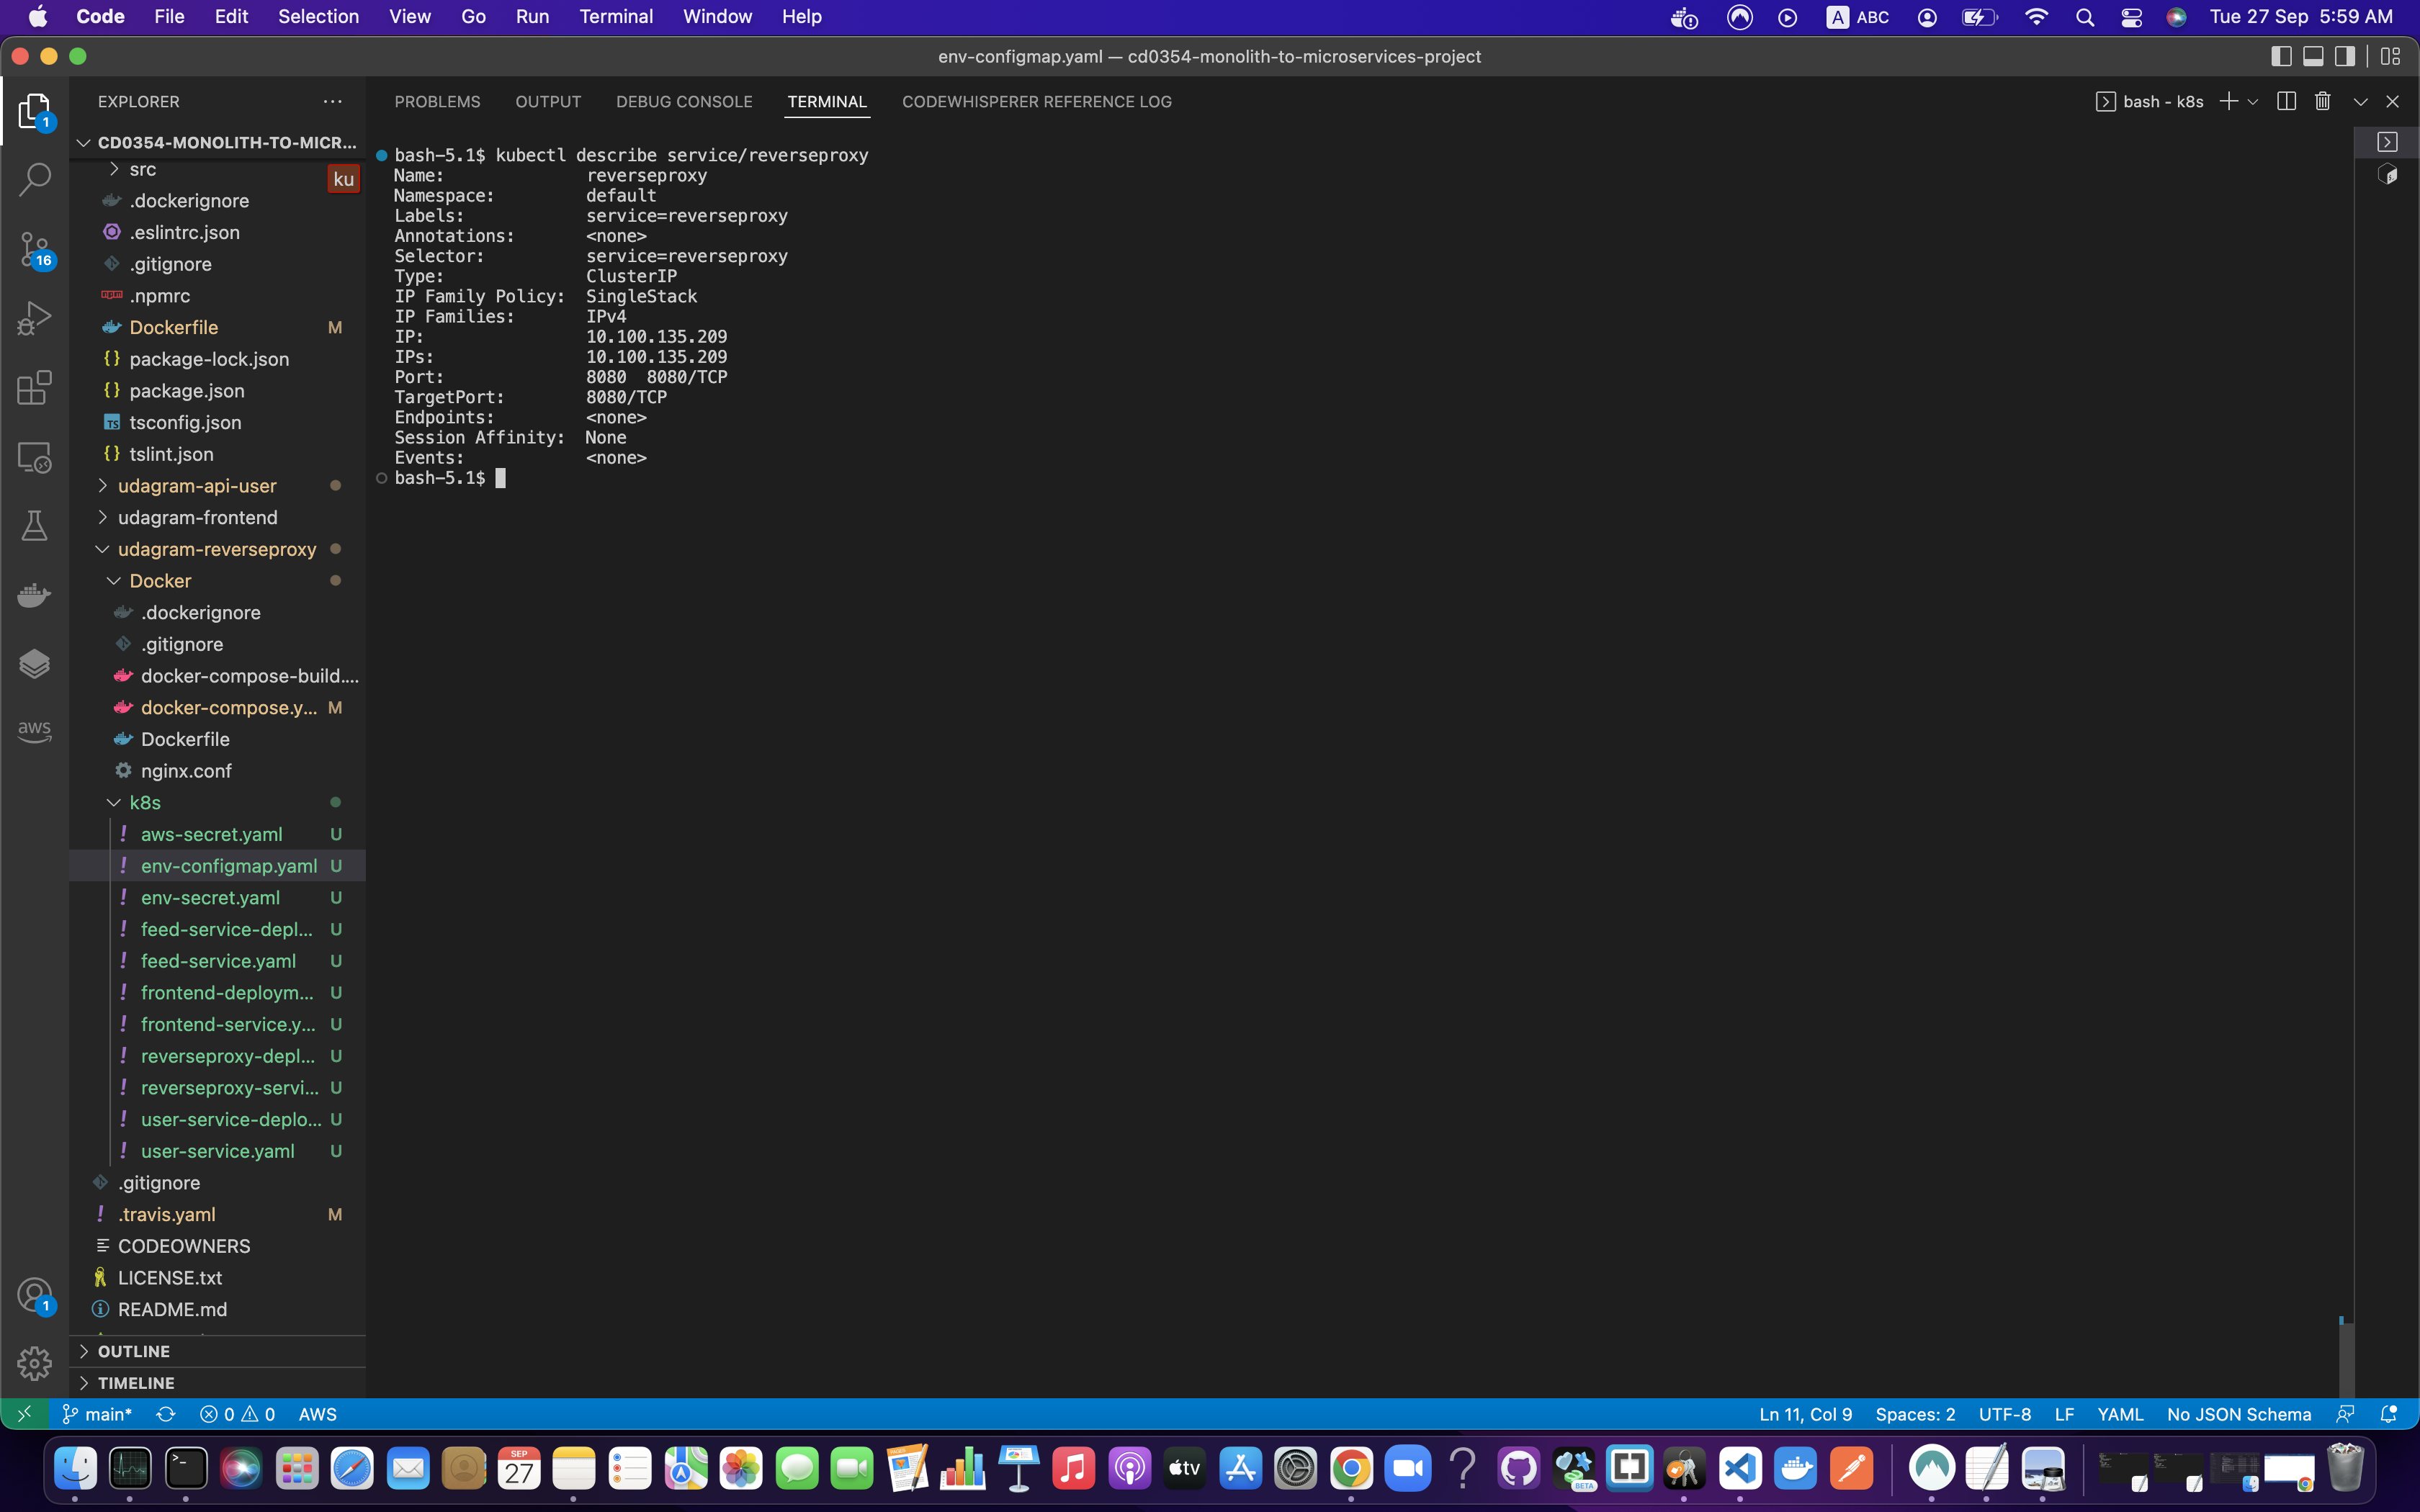 Code File Edit Selection View Go Run Terminal Window Help
A ABC Tue 27 Sep 5:59 AM
env-configmap.yaml — cd0354-monolith-to-microservices-project
EXPLORER
PROBLEMS OUTPUT DEBUG CONSOLE TERMINAL CODEWHISPERER REFERENCE LOG
bash - k8s
1
CD0354-MONOLITH-TO-MICR...
src
ku
.dockerignore
.eslintrc.json
16
.gitignore
.npmrc
Dockerfile M
package-lock.json
package.json
tsconfig.json
tslint.json
udagram-api-user
udagram-frontend
udagram-reverseproxy
Docker
.dockerignore
.gitignore
docker-compose-build....
docker-compose.y... M
aws
Dockerfile
nginx.conf
k8s
! aws-secret.yaml U
! env-configmap.yaml U
! env-secret.yaml U
! feed-service-depl... U
! feed-service.yaml U
! frontend-deploym... U
! frontend-service.y... U
! reverseproxy-depl... U
! reverseproxy-servi... U
! user-service-deplo... U
! user-service.yaml U
.gitignore
! .travis.yaml M
CODEOWNERS
LICENSE.txt
1
README.md
OUTLINE
TIMELINE
bash-5.1$ kubectl describe service/reverseproxy
Name: reverseproxy
Namespace: default
Labels: service=reverseproxy
Annotations: <none>
Selector: service=reverseproxy
Type: ClusterIP
IP Family Policy: SingleStack
IP Families: IPv4
IP: 10.100.135.209
IPs: 10.100.135.209
Port: 8080 8080/TCP
TargetPort: 8080/TCP
Endpoints: <none>
Session Affinity: None
Events: <none>
bash-5.1$
main* 0 0 AWS
Ln 11, Col 9 Spaces: 2 UTF-8 LF YAML No JSON Schema
SEP
27
tv
BETA